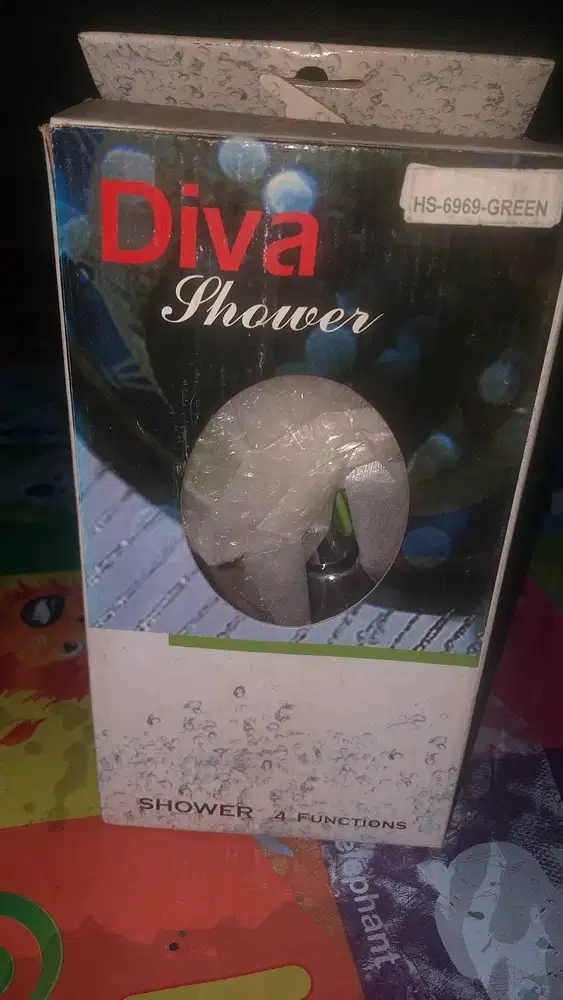 HS-6969-GREEN
Diva
Shower
SHOWER 4 FUNCTIONS
elephant